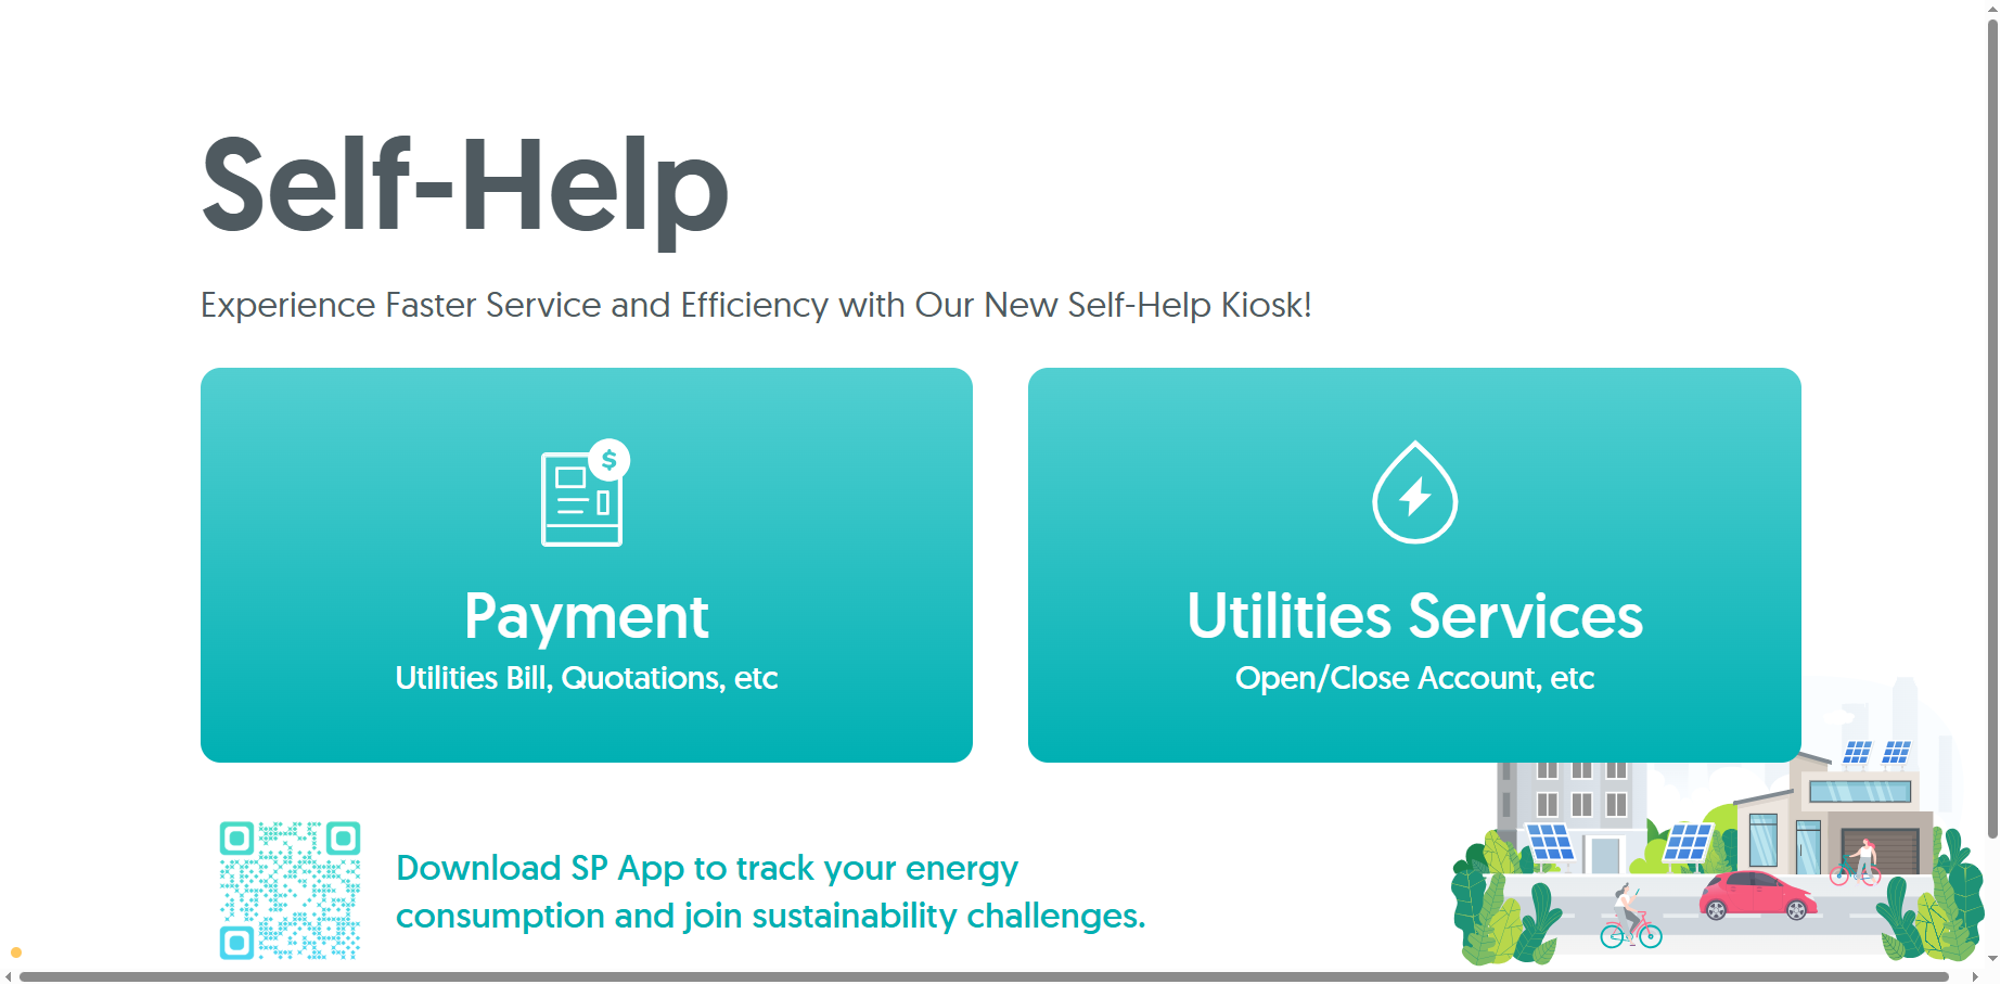 Self-Help
Experience Faster Service and Efficiency with Our New Self-Help Kiosk!
$
Payment
Utilities Bill, Quotations, etc
Utilities Services
Open/Close Account, etc
Download SP App to track your energy
consumption and join sustainability challenges.